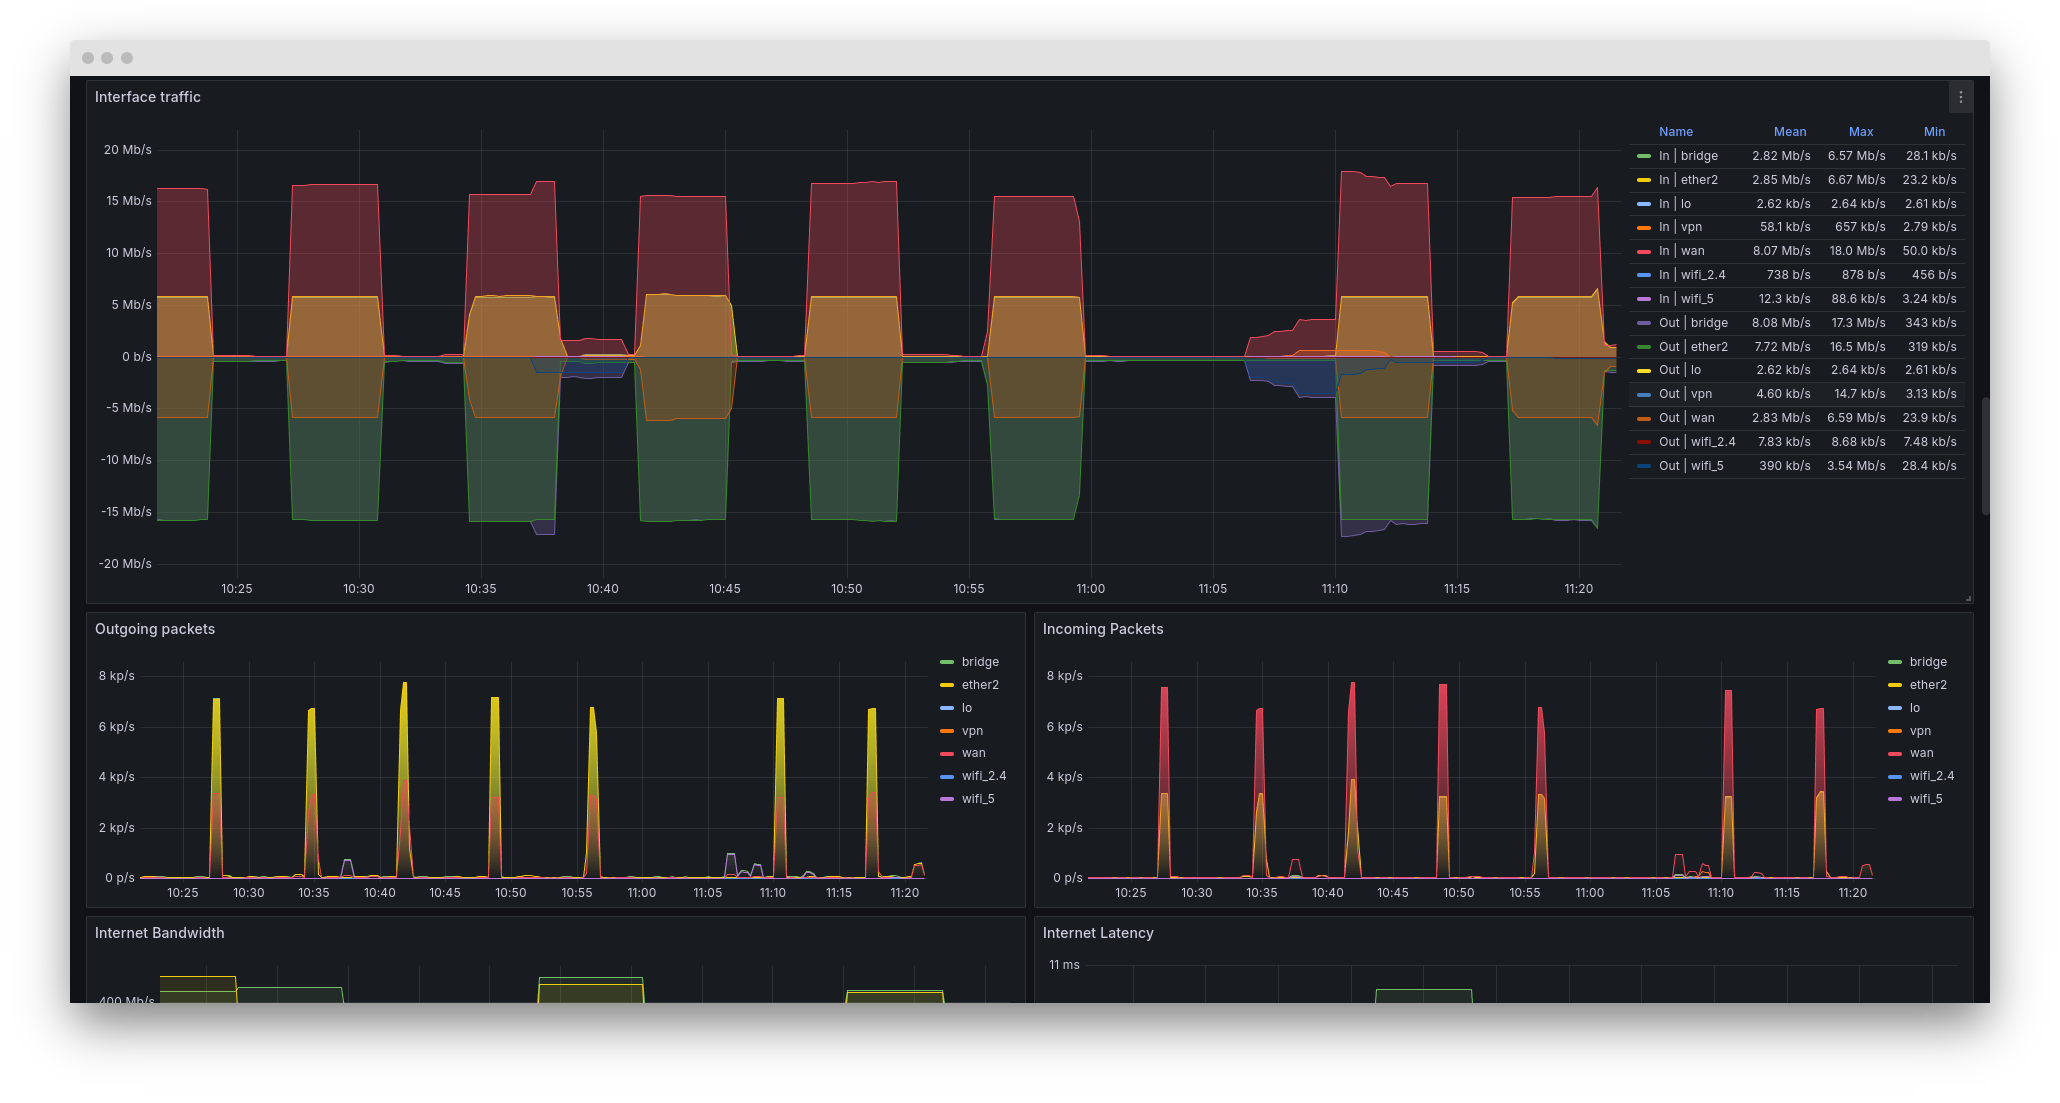 Interface traffic
20 Mb/s
15 Mb/s
10 Mb/s
5 Mb/s
0 b/s
-5 Mb/s
-10 Mb/s
-15 Mb/s
-20 Mb/s
10:25 10:30 10:35 10:40 10:45 10:50 10:55 11:00 11:05 11:10 11:15 11:20
Name Mean Max Min
In | bridge 2.82 Mb/s 6.57 Mb/s 28.1 kb/s
In | ether2 2.85 Mb/s 6.67 Mb/s 23.2 kb/s
In | lo 2.62 kb/s 2.64 kb/s 2.61 kb/s
In | vpn 58.1 kb/s 657 kb/s 2.79 kb/s
In | wan 8.07 Mb/s 18.0 Mb/s 50.0 kb/s
In | wifi_2.4 738 b/s 878 b/s 456 b/s
In | wifi_5 12.3 kb/s 88.6 kb/s 3.24 kb/s
Out | bridge 8.08 Mb/s 17.3 Mb/s 343 kb/s
Out | ether2 7.72 Mb/s 16.5 Mb/s 319 kb/s
Out | lo 2.62 kb/s 2.64 kb/s 2.61 kb/s
Out | vpn 4.60 kb/s 14.7 kb/s 3.13 kb/s
Out | wan 2.83 Mb/s 6.59 Mb/s 23.9 kb/s
Out | wifi_2.4 7.83 kb/s 8.68 kb/s 7.48 kb/s
Out | wifi_5 390 kb/s 3.54 Mb/s 28.4 kb/s
Outgoing packets
8 kp/s
6 kp/s
4 kp/s
2 kp/s
0 p/s
10:25 10:30 10:35 10:40 10:45 10:50 10:55 11:00 11:05 11:10 11:15 11:20
bridge
ether2
lo
vpn
wan
wifi_2.4
wifi_5
Incoming Packets
8 kp/s
6 kp/s
4 kp/s
2 kp/s
0 p/s
10:25 10:30 10:35 10:40 10:45 10:50 10:55 11:00 11:05 11:10 11:15 11:20
bridge
ether2
lo
vpn
wan
wifi_2.4
wifi_5
Internet Bandwidth
400 Mb/s
Internet Latency
11 ms